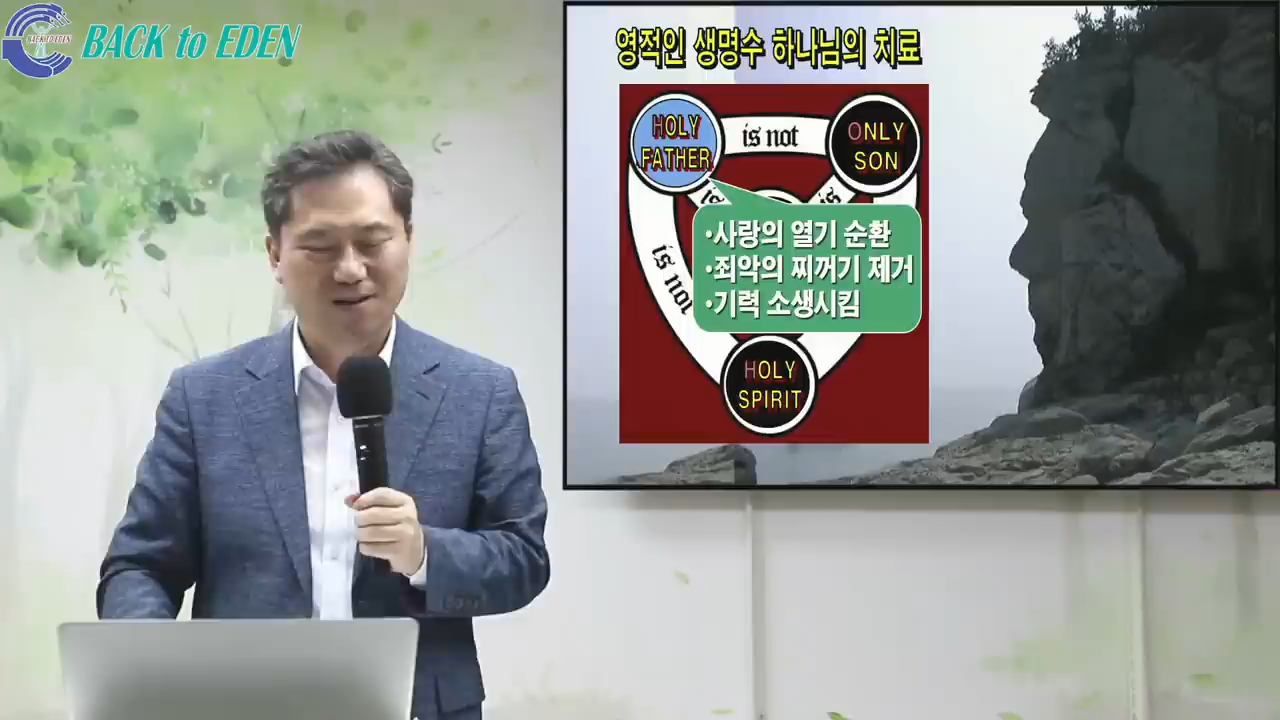 BACK to EDEN
영적인 생명수 하나님의 치료
HOLY
FATHER
is not
ONLY
SON
is
is
·사랑의 열기 순환
·죄악의 찌꺼기 제거
·기력 소생시킴
is not
HOLY
SPIRIT